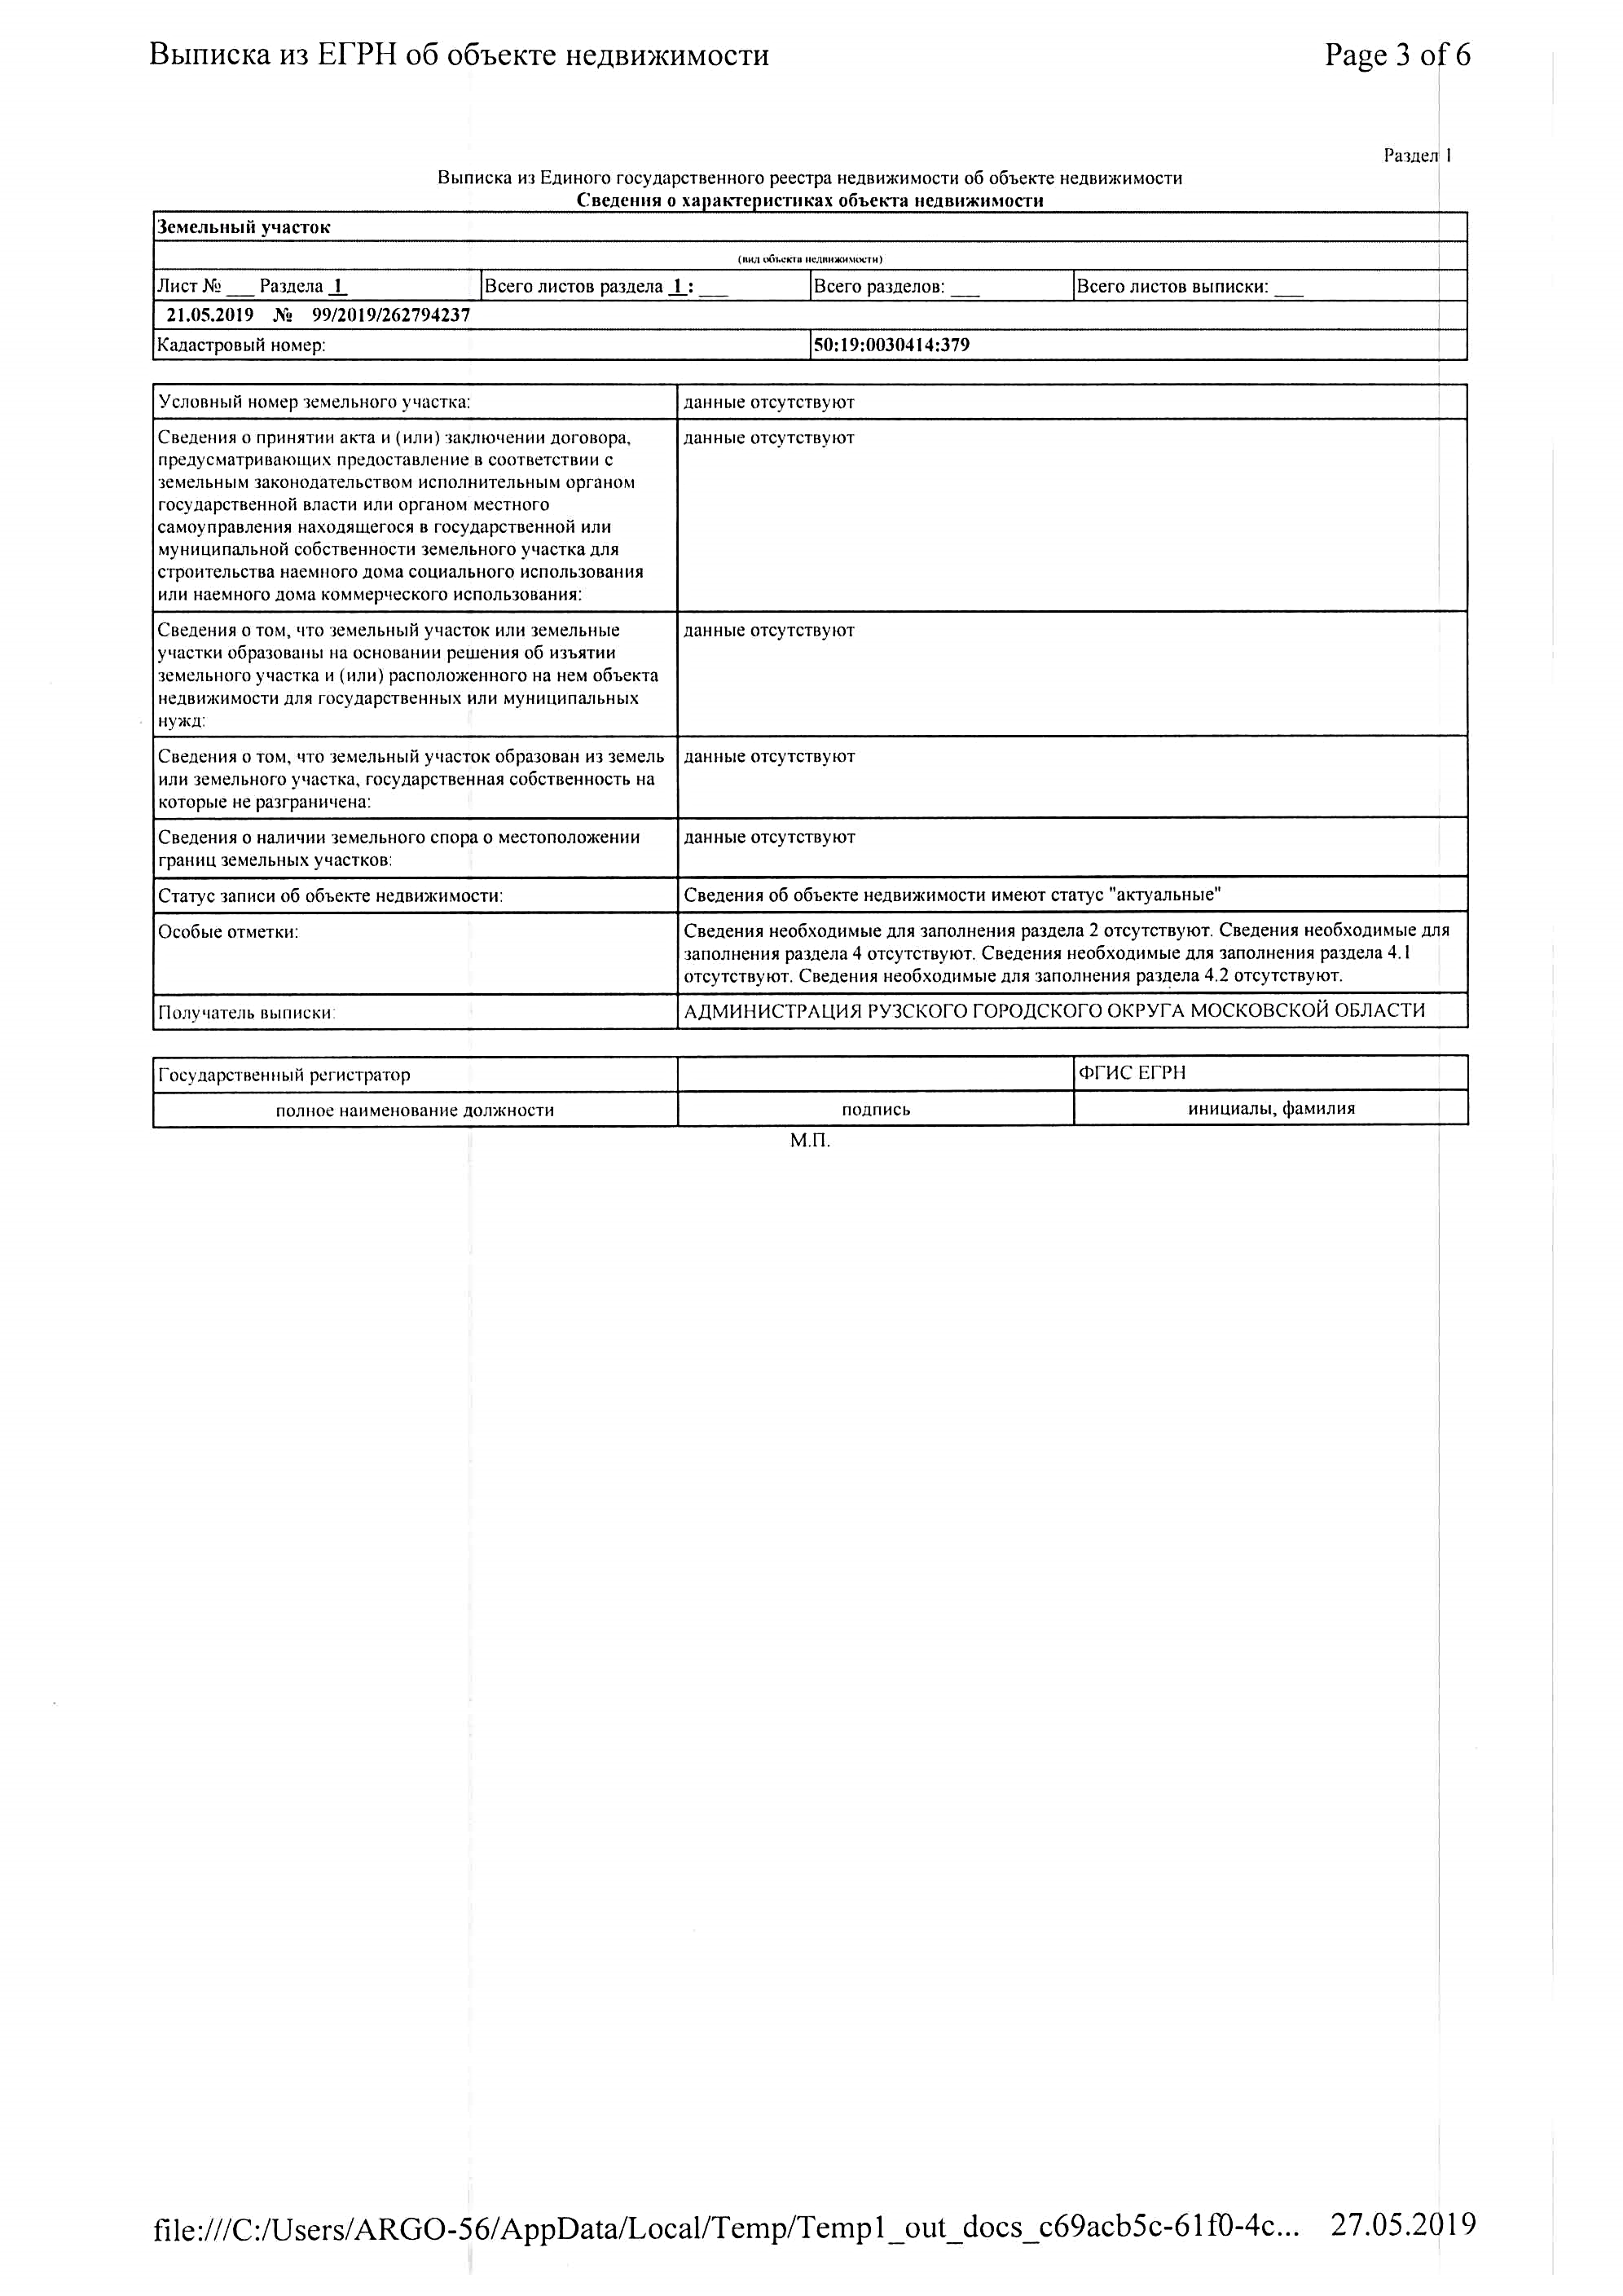 Выписка из ЕГРН об объекте недвижимости Page 3 of 6
Раздел 1
Выписка из Единого государственного реестра недвижимости об объекте недвижимости
Сведения о характеристиках объекта недвижимости
Земельный участок
(вид объекта недвижимости)
Лист № ___ Раздела 1 Всего листов раздела 1 : ___ Всего разделов: ___ Всего листов выписки: ___
21.05.2019 № 99/2019/262794237
Кадастровый номер: 50:19:0030414:379
Условный номер земельного участка: данные отсутствуют
Сведения о принятии акта и (или) заключении договора, данные отсутствуют
предусматривающих предоставление в соответствии с
земельным законодательством исполнительным органом
государственной власти или органом местного
самоуправления находящегося в государственной или
муниципальной собственности земельного участка для
строительства наемного дома социального использования
или наемного дома коммерческого использования:
Сведения о том, что земельный участок или земельные данные отсутствуют
участки образованы на основании решения об изъятии
земельного участка и (или) расположенного на нем объекта
недвижимости для государственных или муниципальных
нужд:
Сведения о том, что земельный участок образован из земель данные отсутствуют
или земельного участка, государственная собственность на
которые не разграничена:
Сведения о наличии земельного спора о местоположении данные отсутствуют
границ земельных участков:
Статус записи об объекте недвижимости: Сведения об объекте недвижимости имеют статус "актуальные"
Особые отметки: Сведения необходимые для заполнения раздела 2 отсутствуют. Сведения необходимые для
заполнения раздела 4 отсутствуют. Сведения необходимые для заполнения раздела 4.1
отсутствуют. Сведения необходимые для заполнения раздела 4.2 отсутствуют.
Получатель выписки: АДМИНИСТРАЦИЯ РУЗСКОГО ГОРОДСКОГО ОКРУГА МОСКОВСКОЙ ОБЛАСТИ
Государственный регистратор ФГИС ЕГРН
полное наименование должности подпись инициалы, фамилия
М.П.
file:///C:/Users/ARGO-56/AppData/Local/Temp/Temp1_out_docs_c69acb5c-61f0-4c... 27.05.2019